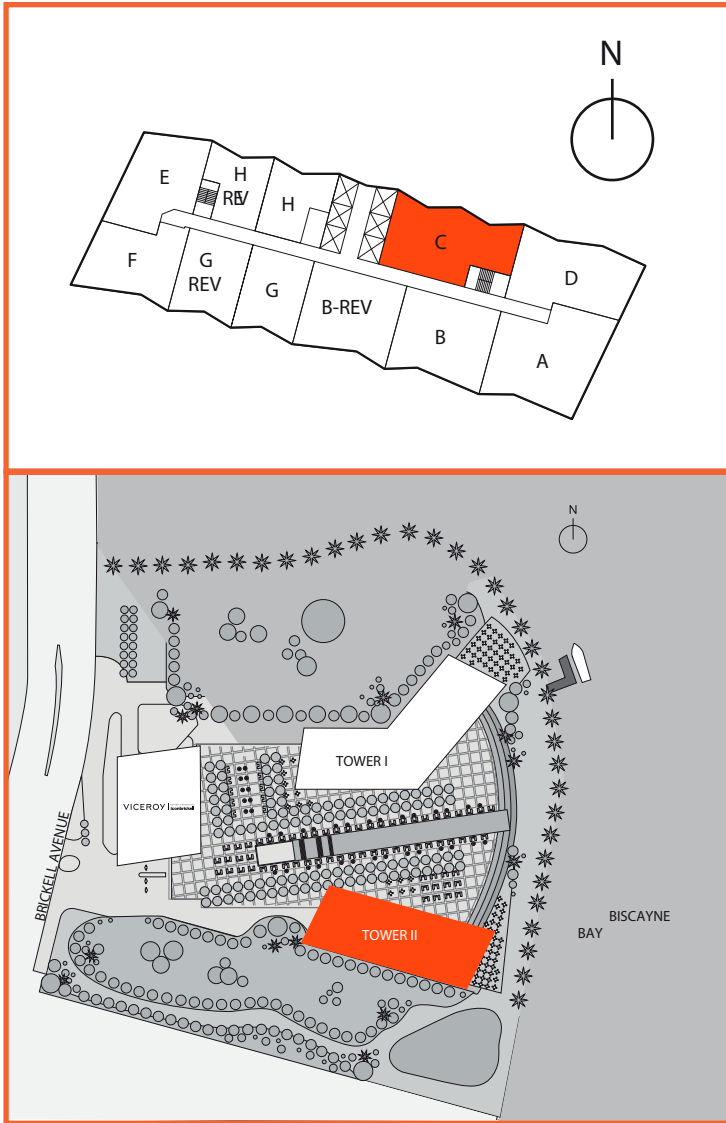 N
E
H
REV
H
C
D
F
G
REV
G
B-REV
B
A
N
TOWER I
VICEROY
BRICKELL AVENUE
TOWER II
BISCAYNE
BAY